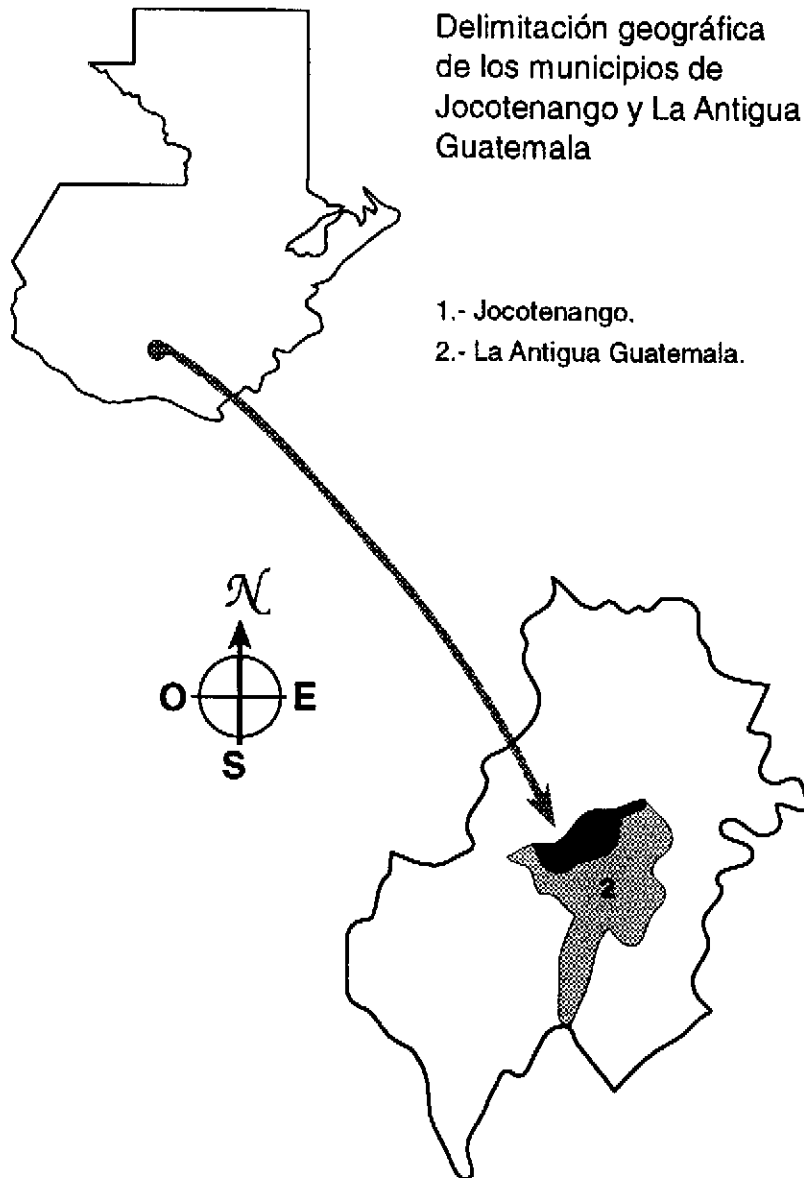 Delimitación geográfica
de los municipios de
Jocotenango y La Antigua
Guatemala
1.- Jocotenango.
2.- La Antigua Guatemala.
N
O E
S
2